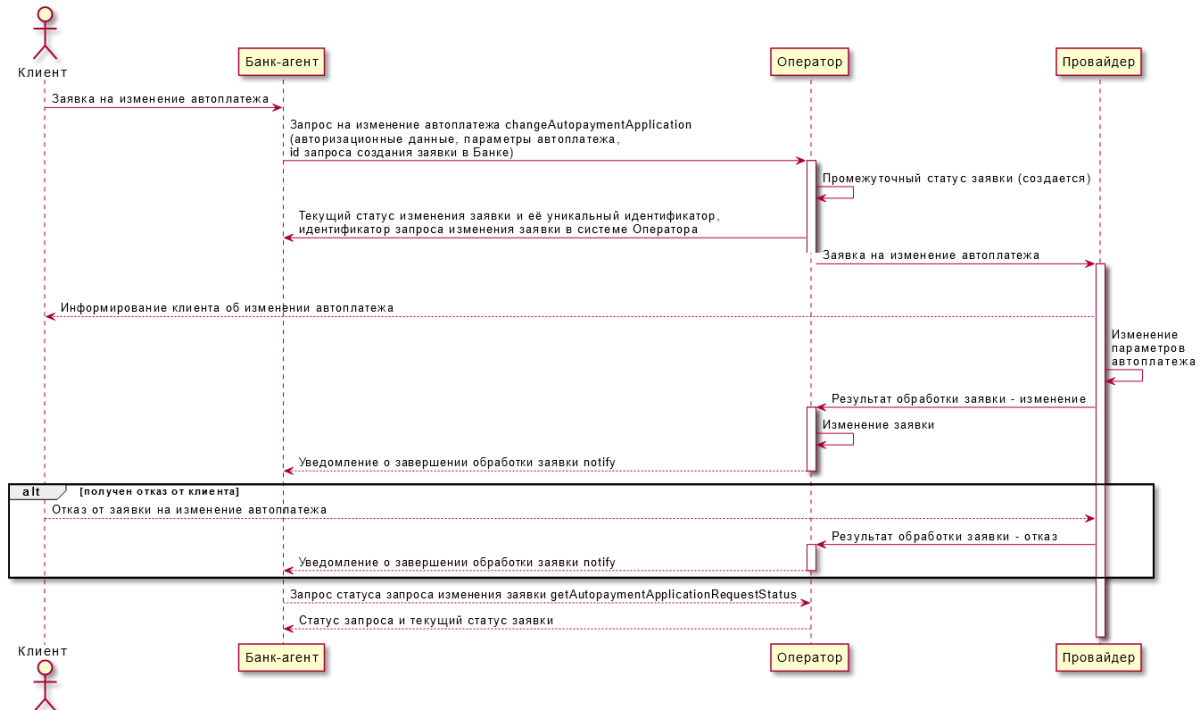 Клиент
Банк-агент
Оператор
Провайдер
Заявка на изменение автоплатежа
Запрос на изменение автоплатежа changeAutopaymentApplication
(авторизационные данные, параметры автоплатежа,
id запроса создания заявки в Банке)
Промежуточный статус заявки (создается)
Текущий статус изменения заявки и её уникальный идентификатор,
идентификатор запроса изменения заявки в системе Оператора
Заявка на изменение автоплатежа
Информирование клиента об изменении автоплатежа
Изменение
параметров
автоплатежа
Результат обработки заявки - изменение
Изменение заявки
Уведомление о завершении обработки заявки notify
alt [получен отказ от клиента]
Отказ от заявки на изменение автоплатежа
Результат обработки заявки - отказ
Уведомление о завершении обработки заявки notify
Запрос статуса запроса изменения заявки getAutopaymentApplicationRequestStatus
Статус запроса и текущий статус заявки
Клиент
Банк-агент
Оператор
Провайдер